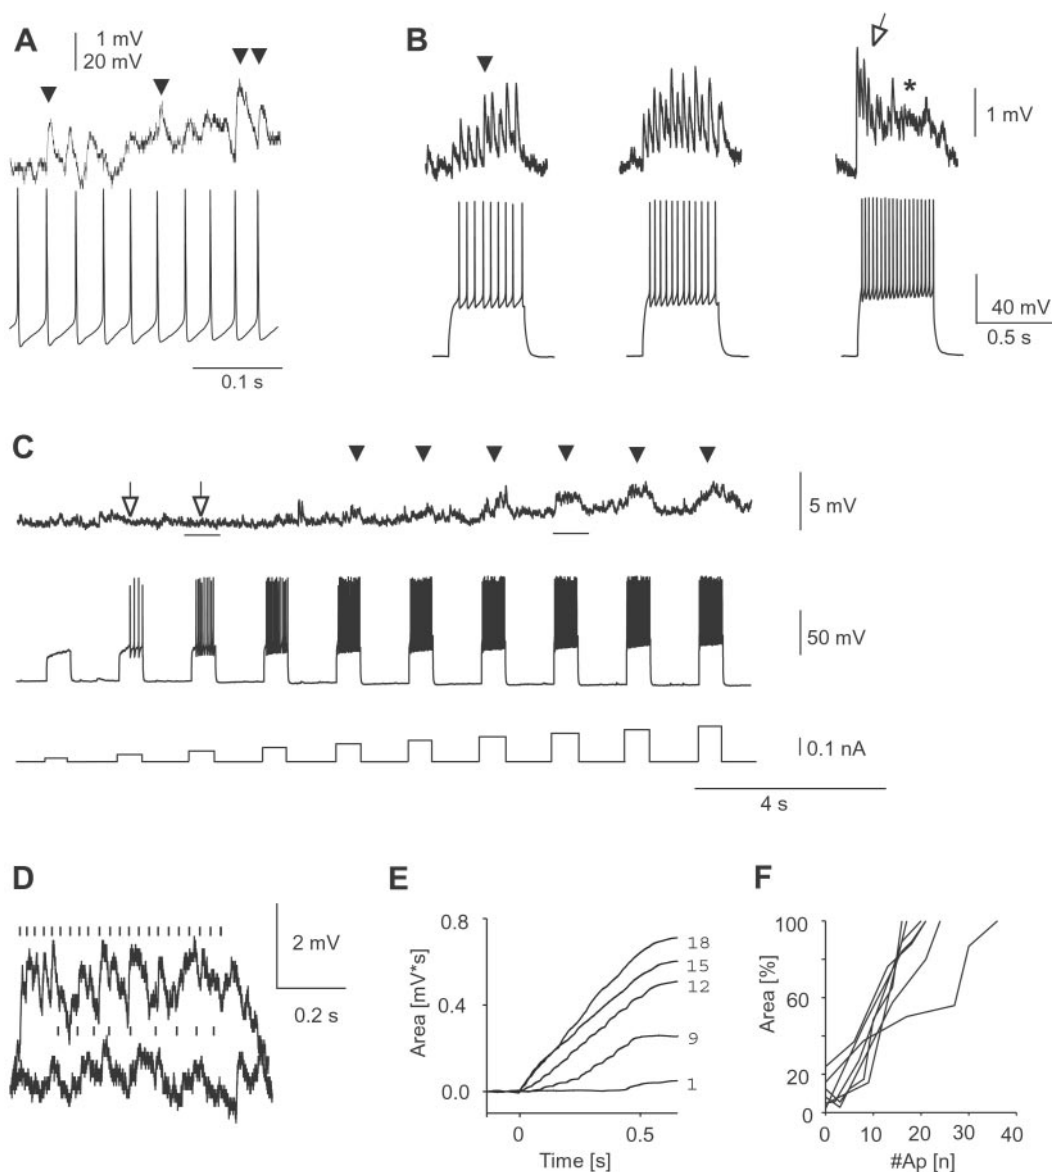 A
1 mV
20 mV
0.1 s
B
*
1 mV
40 mV
0.5 s
C
5 mV
50 mV
0.1 nA
4 s
D
2 mV
0.2 s
E
Area [mV*s]
0.8
0.4
0.0
18
15
12
9
1
0
0.5
Time [s]
F
Area [%]
100
60
20
0
0
10
20
30
40
#Ap [n]